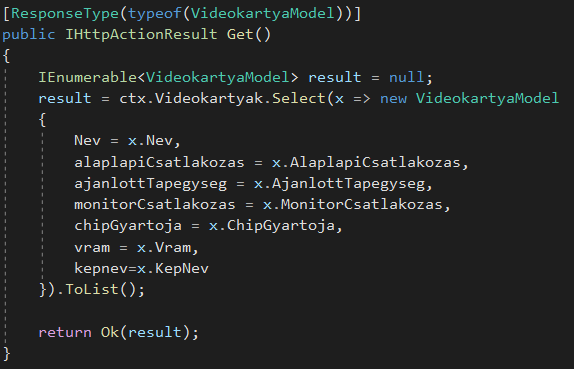 [ResponseType(typeof(VideokartyaModel))]
public IHttpActionResult Get()
{
    IEnumerable<VideokartyaModel> result = null;
    result = ctx.Videokartyak.Select(x => new VideokartyaModel
    {
        Nev = x.Nev,
        alaplapiCsatlakozas = x.AlaplapiCsatlakozas,
        ajanlottTapegyseg = x.AjanlottTapegyseg,
        monitorCsatlakozas = x.MonitorCsatlakozas,
        chipGyartoja = x.ChipGyartoja,
        vram = x.Vram,
        kepnev=x.KepNev
    }).ToList();
    return Ok(result);
}